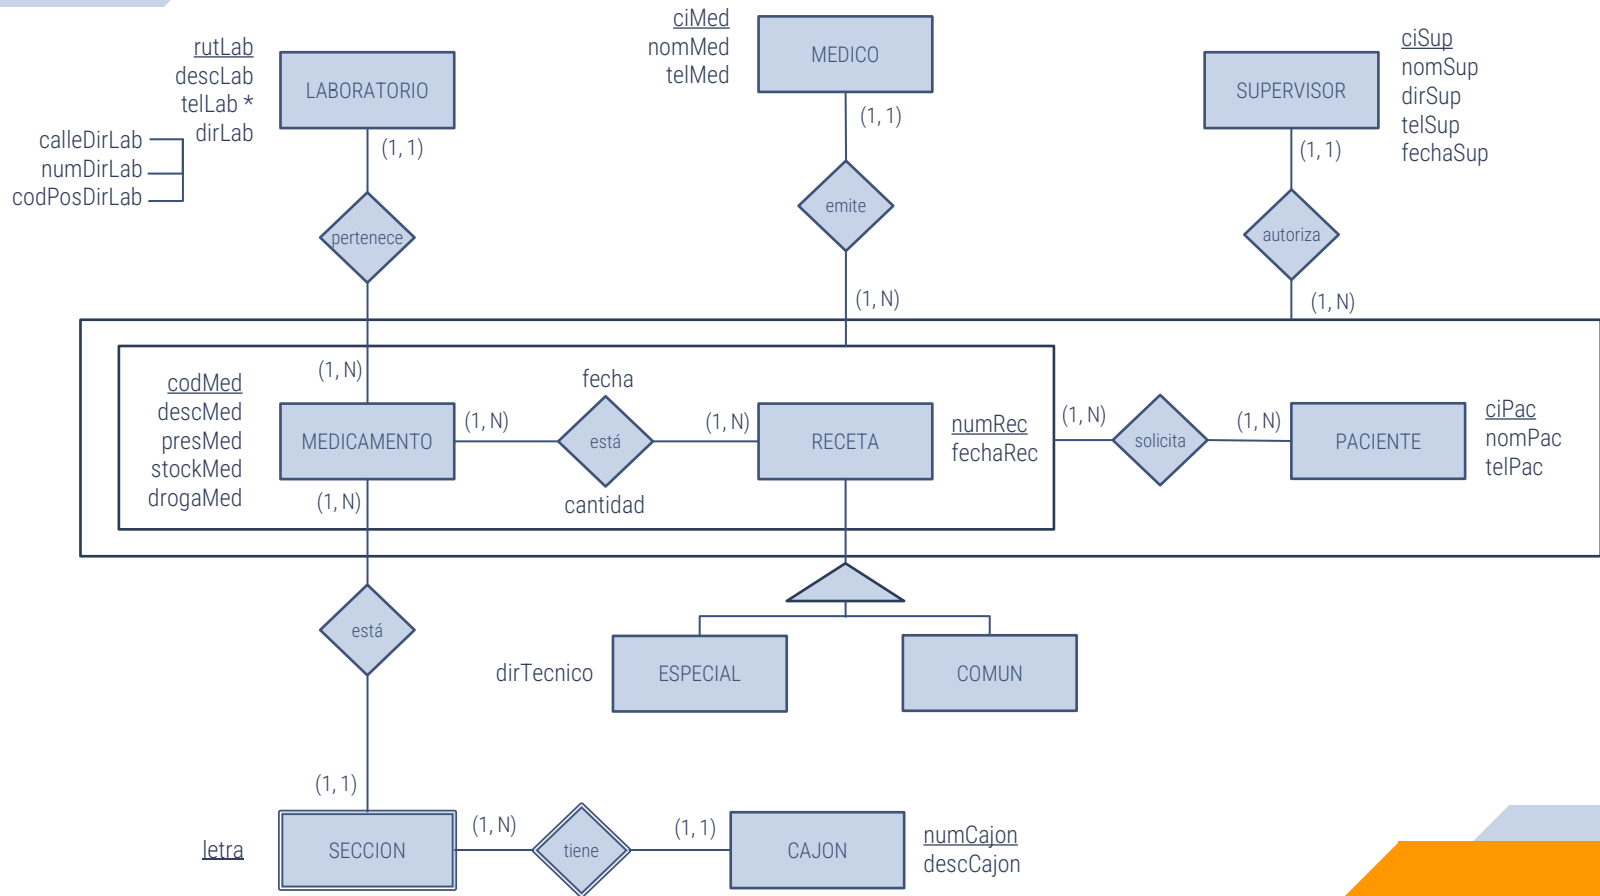 rutLab
descLab
telLab *
dirLab
calleDirLab
numDirLab
codPosDirLab
LABORATORIO
(1, 1)
pertenece
ciMed
nomMed
telMed
MEDICO
(1, 1)
emite
(1, N)
SUPERVISOR
ciSup
nomSup
dirSup
telSup
fechaSup
(1, 1)
autoriza
(1, N)
(1, N)
codMed
descMed
presMed
stockMed
drogaMed
MEDICAMENTO
(1, N)
(1, N)
fecha
está
cantidad
(1, N)
RECETA
numRec
fechaRec
(1, N)
solicita
(1, N)
PACIENTE
ciPac
nomPac
telPac
está
dirTecnico
ESPECIAL
COMUN
(1, 1)
letra
SECCION
(1, N)
tiene
(1, 1)
CAJON
numCajon
descCajon